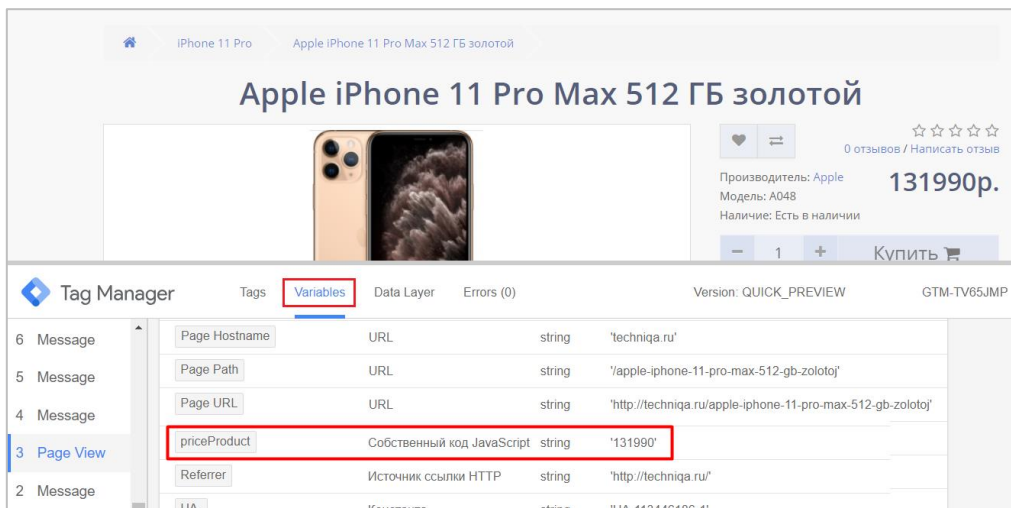 iPhone 11 Pro Apple iPhone 11 Pro Max 512 ГБ золотой
Apple iPhone 11 Pro Max 512 ГБ золотой
0 отзывов / Написать отзыв
Производитель: Apple
131990р.
Модель: A048
Наличие: Есть в наличии
− 1 + Купить
Tag Manager Tags Variables Data Layer Errors (0) Version: QUICK_PREVIEW GTM-TV65JMP
6 Message
5 Message
4 Message
3 Page View
2 Message
Page Hostname URL string 'techniqa.ru'
Page Path URL string '/apple-iphone-11-pro-max-512-gb-zolotoj'
Page URL URL string 'http://techniqa.ru/apple-iphone-11-pro-max-512-gb-zolotoj'
priceProduct Собственный код JavaScript string '131990'
Referrer Источник ссылки HTTP string 'http://techniqa.ru/'
UA